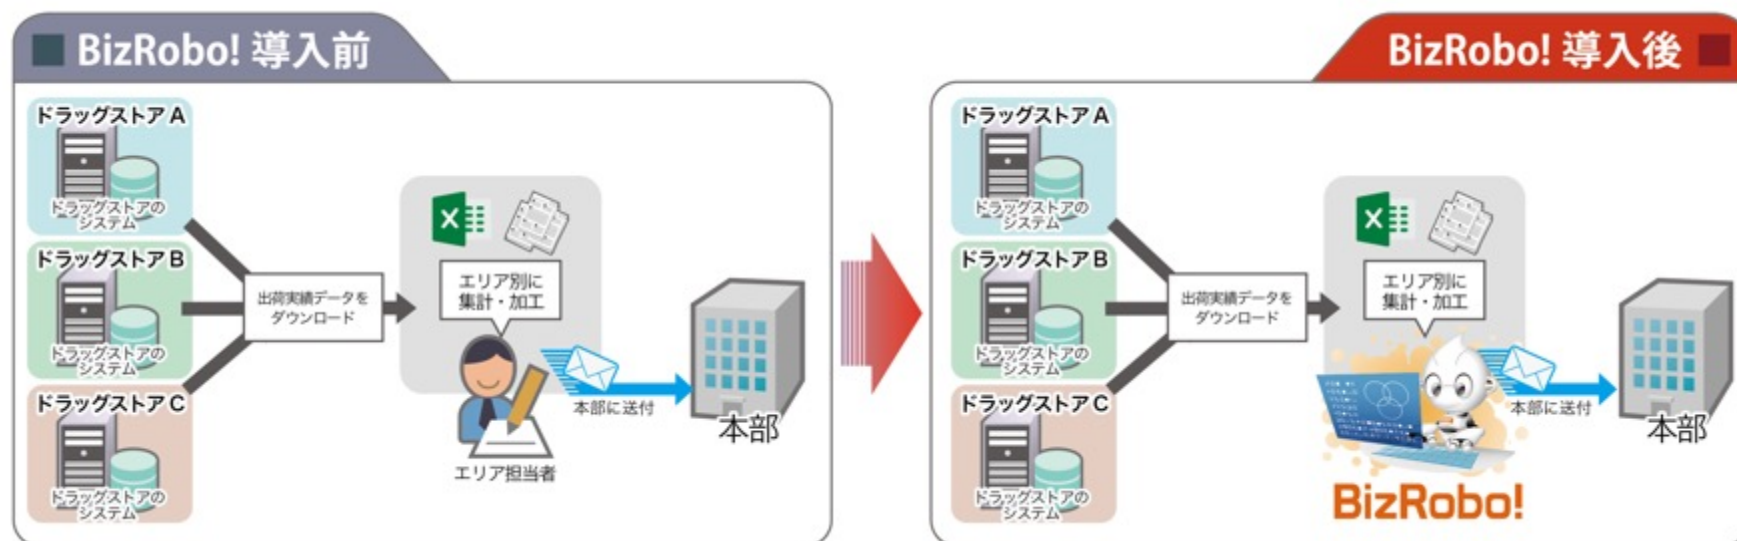 BizRobo! 導入前
ドラッグストア A
ドラッグストアの
システム
ドラッグストア B
ドラッグストアの
システム
ドラッグストア C
ドラッグストアの
システム
出荷実績データを
ダウンロード
X
エリア別に
集計・加工
エリア担当者
本部に送付
本部
BizRobo! 導入後
ドラッグストア A
ドラッグストアの
システム
ドラッグストア B
ドラッグストアの
システム
ドラッグストア C
ドラッグストアの
システム
出荷実績データを
ダウンロード
X
エリア別に
集計・加工
BizRobo!
本部に送付
本部